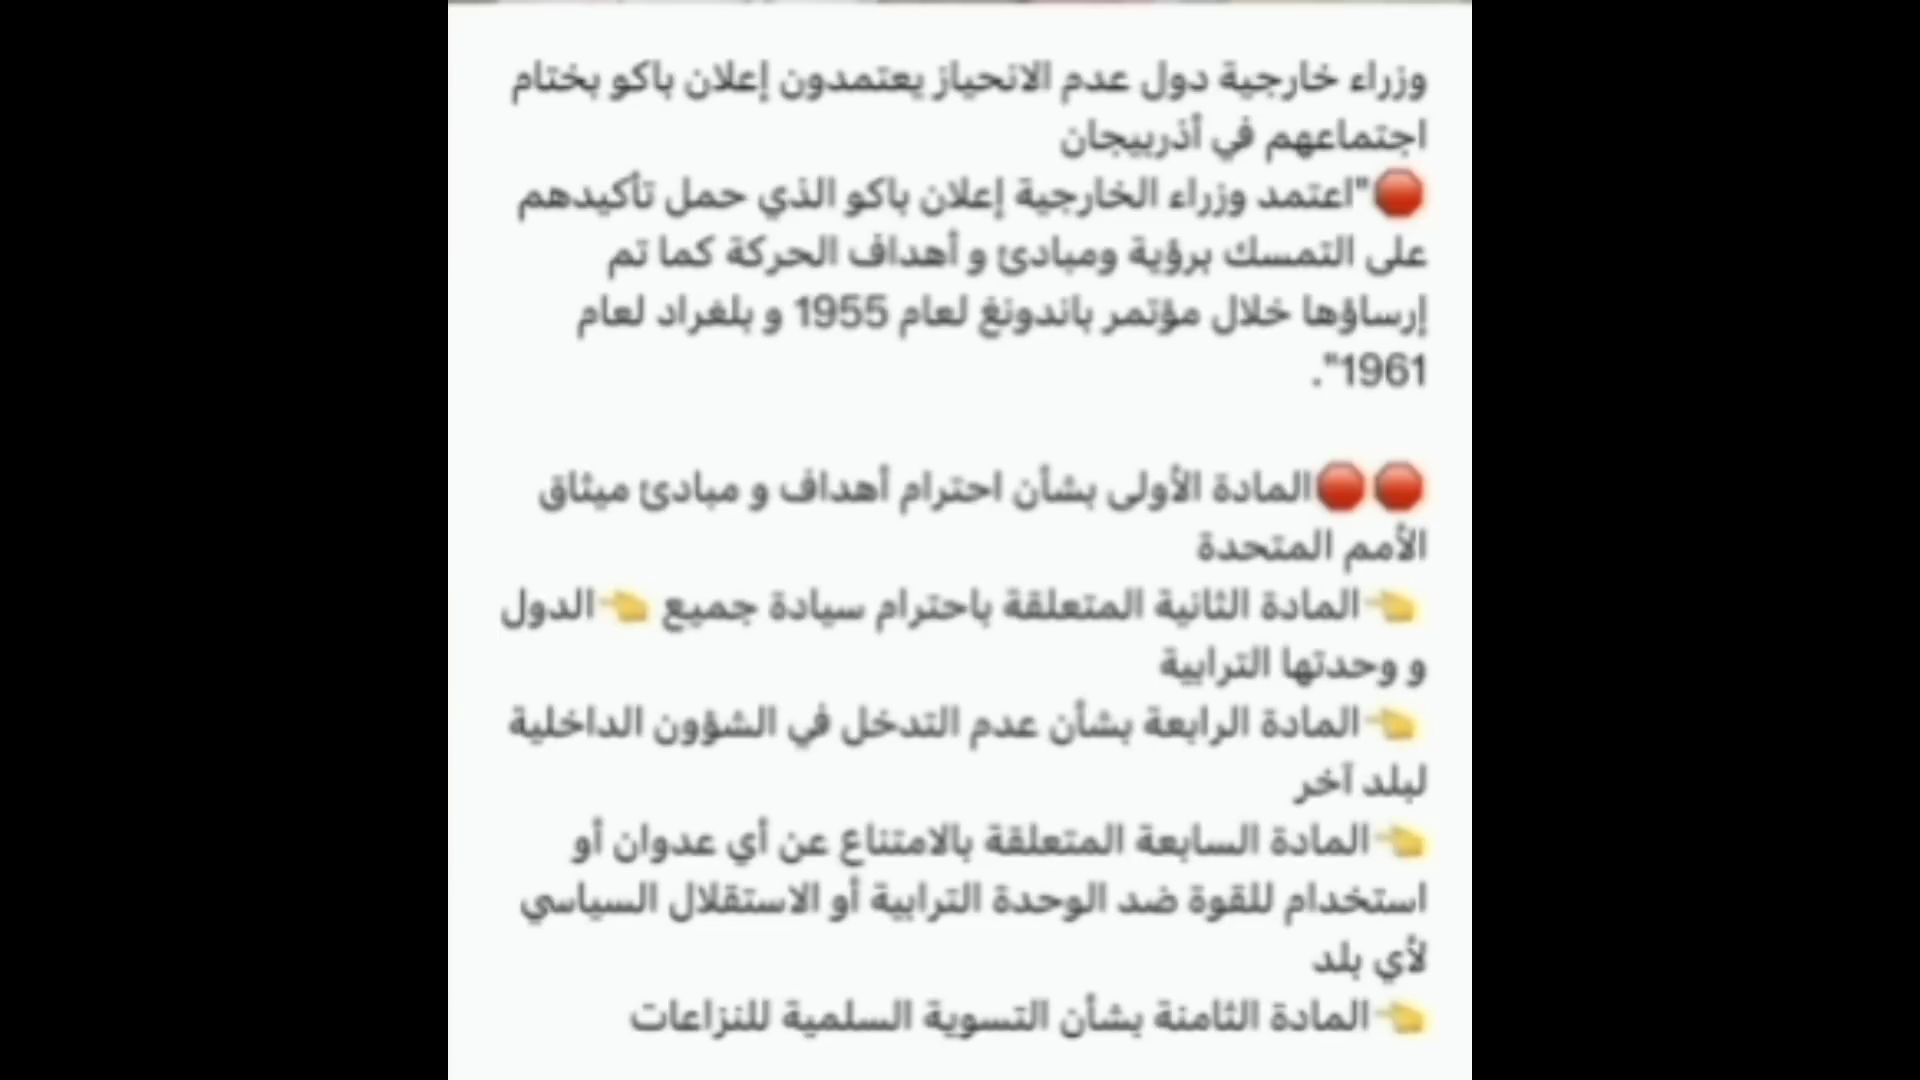 وزراء خارجية دول عدم الانحياز يعتمدون إعلان باكو بختام
اجتماعهم في أذربيجان
🛑"اعتمد وزراء الخارجية إعلان باكو الذي حمل تأكيدهم
على التمسك برؤية ومبادئ و أهداف الحركة كما تم
إرساؤها خلال مؤتمر باندونغ لعام 1955 و بلغراد لعام
1961".
🛑🛑المادة الأولى بشأن احترام أهداف و مبادئ ميثاق
الأمم المتحدة
👈المادة الثانية المتعلقة باحترام سيادة جميع 👈الدول
و وحدتها الترابية
👈المادة الرابعة بشأن عدم التدخل في الشؤون الداخلية
لبلد آخر
👈المادة السابعة المتعلقة بالامتناع عن أي عدوان أو
استخدام للقوة ضد الوحدة الترابية أو الاستقلال السياسي
لأي بلد
👈المادة الثامنة بشأن التسوية السلمية للنزاعات